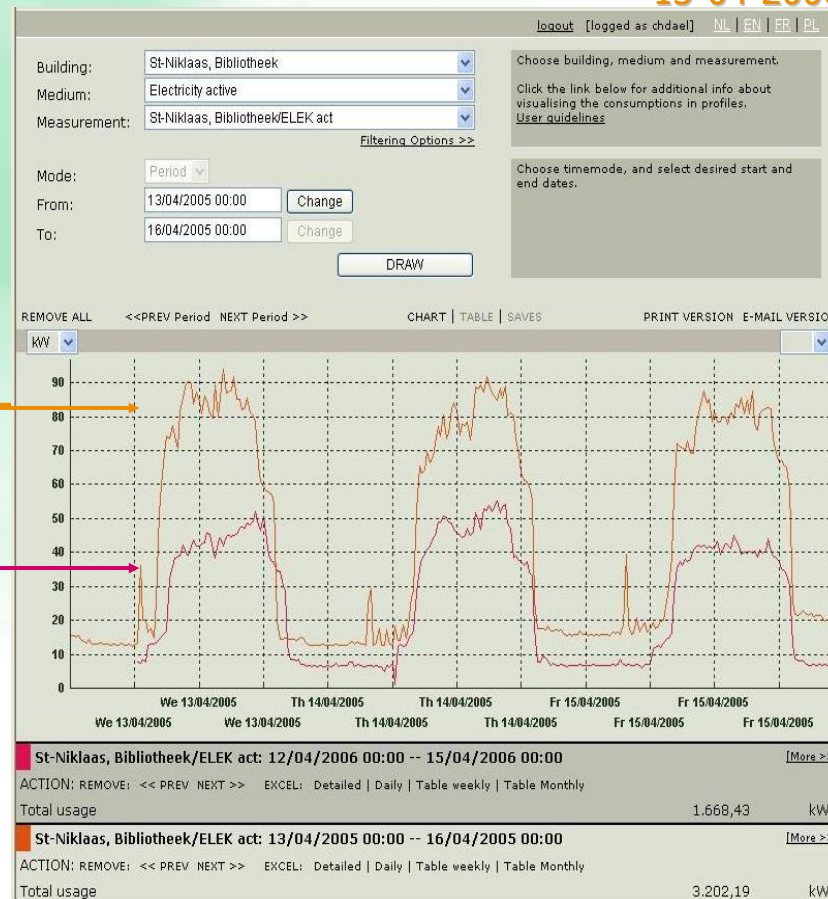 logout [logged as chdael] NL | EN | FR | PL
Building: St-Niklaas, Bibliotheek
Medium: Electricity active
Measurement: St-Niklaas, Bibliotheek/ELEK act
Filtering Options >>
Choose building, medium and measurement.
Click the link below for additional info about
visualising the consumptions in profiles.
User guidelines
Mode: Period
From: 13/04/2005 00:00 Change
To: 16/04/2005 00:00 Change
DRAW
Choose timemode, and select desired start and
end dates.
REMOVE ALL <<PREV Period NEXT Period >> CHART | TABLE | SAVES PRINT VERSION E-MAIL VERSIO
kW
90
80
70
60
50
40
30
20
10
0
We 13/04/2005 Th 14/04/2005 Th 14/04/2005 Fr 15/04/2005 Fr 15/04/2005
We 13/04/2005 We 13/04/2005 Th 14/04/2005 Th 14/04/2005 Fr 15/04/2005 Fr 15/04/2005
St-Niklaas, Bibliotheek/ELEK act: 12/04/2006 00:00 -- 15/04/2006 00:00 [More >
ACTION: REMOVE: << PREV NEXT >> EXCEL: Detailed | Daily | Table weekly | Table Monthly
Total usage 1.668,43 kW
St-Niklaas, Bibliotheek/ELEK act: 13/04/2005 00:00 -- 16/04/2005 00:00 [More >
ACTION: REMOVE: << PREV NEXT >> EXCEL: Detailed | Daily | Table weekly | Table Monthly
Total usage 3.202,19 kW